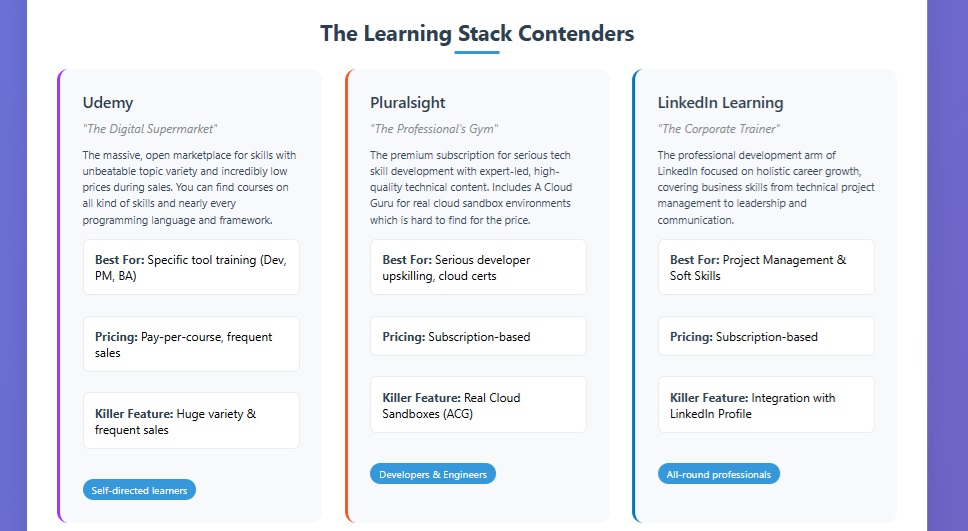 The Learning Stack Contenders
Udemy
"The Digital Supermarket"
The massive, open marketplace for skills with
unbeatable topic variety and incredibly low
prices during sales. You can find courses on
all kind of skills and nearly every
programming language and framework.
Best For: Specific tool training (Dev,
PM, BA)
Pricing: Pay-per-course, frequent
sales
Killer Feature: Huge variety &
frequent sales
Self-directed learners
Pluralsight
"The Professional's Gym"
The premium subscription for serious tech
skill development with expert-led, high-
quality technical content. Includes A Cloud
Guru for real cloud sandbox environments
which is hard to find for the price.
Best For: Serious developer
upskilling, cloud certs
Pricing: Subscription-based
Killer Feature: Real Cloud
Sandboxes (ACG)
Developers & Engineers
LinkedIn Learning
"The Corporate Trainer"
The professional development arm of
LinkedIn focused on holistic career growth,
covering business skills from technical project
management to leadership and
communication.
Best For: Project Management &
Soft Skills
Pricing: Subscription-based
Killer Feature: Integration with
LinkedIn Profile
All-round professionals